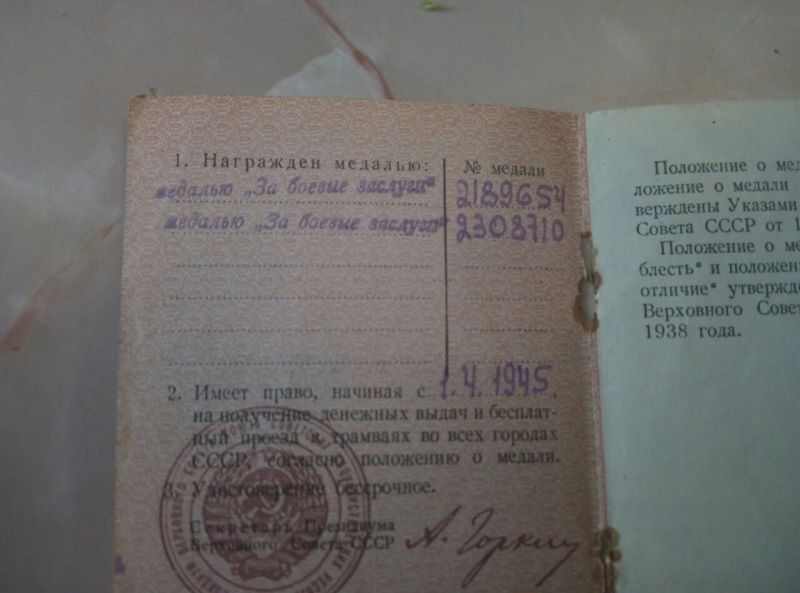 1. Награжден медалью:
№ медали
медалью „За боевые заслуги“
2189654
медалью „За боевые заслуги“
2308710
2. Имеет право, начиная с 1.4.1945,
на получение денежных выдач и бесплат-
ный проезд в трамваях во всех городах
СССР, согласно положению о медали.
3. Удостоверение бессрочное.
Секретарь Президиума
Верховного Совета СССР
А. Горкин
Положение о мед
ложение о медали
верждены Указами
Совета СССР от 1
Положение о ме
блесть“ и положен
отличие“ утвержде
Верховного Совет
1938 года.